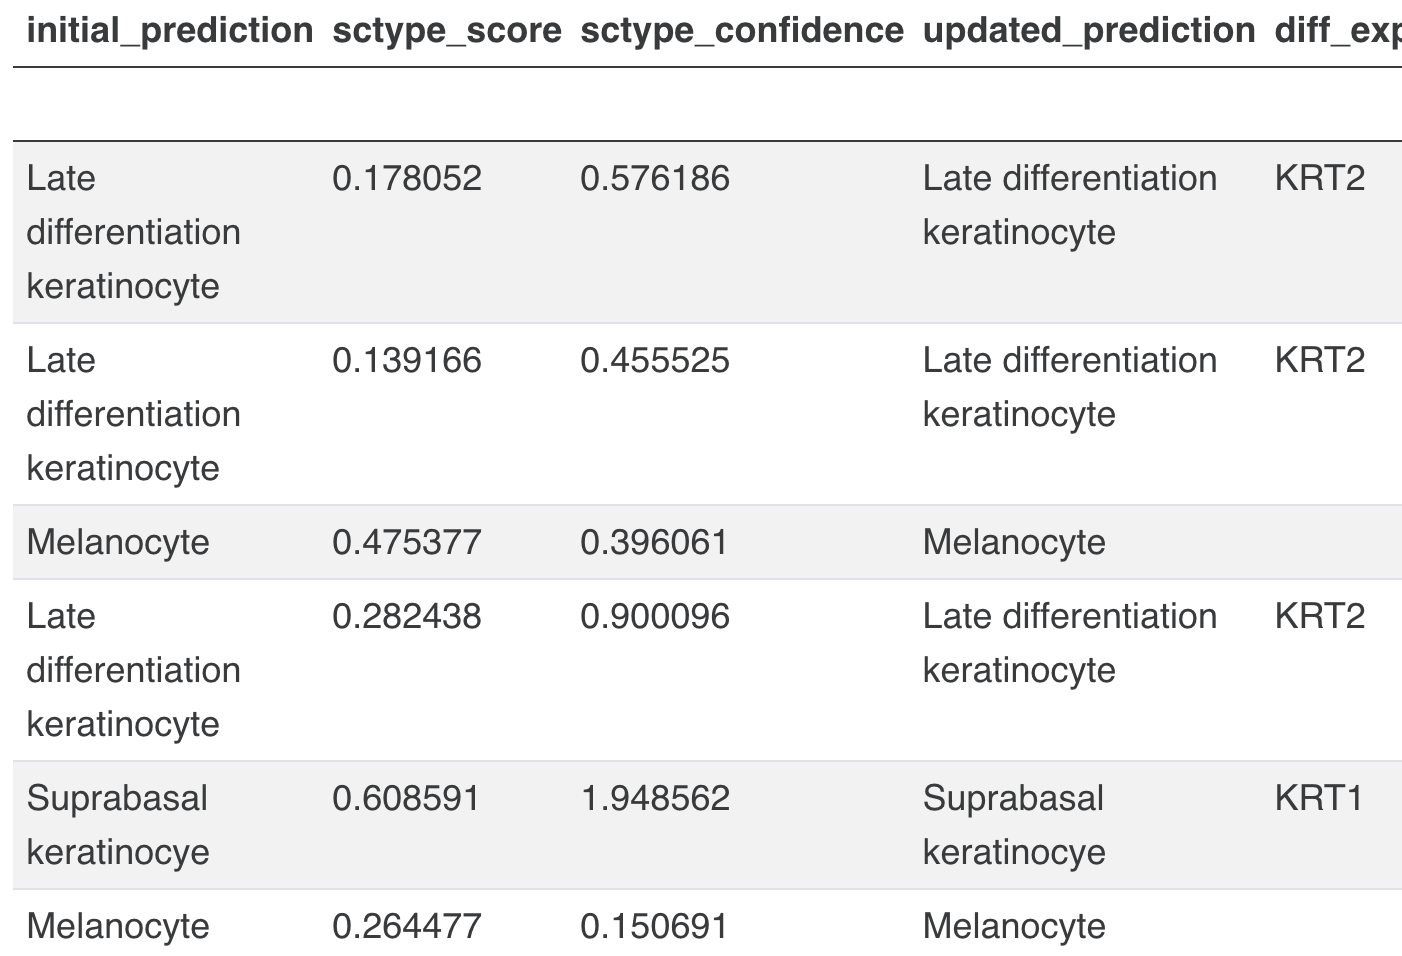 initial_prediction sctype_score sctype_confidence updated_prediction diff_exp
Late 0.178052 0.576186 Late differentiation KRT2
differentiation keratinocyte
keratinocyte
Late 0.139166 0.455525 Late differentiation KRT2
differentiation keratinocyte
keratinocyte
Melanocyte 0.475377 0.396061 Melanocyte
Late 0.282438 0.900096 Late differentiation KRT2
differentiation keratinocyte
keratinocyte
Suprabasal 0.608591 1.948562 Suprabasal KRT1
keratinocye keratinocye
Melanocyte 0.264477 0.150691 Melanocyte